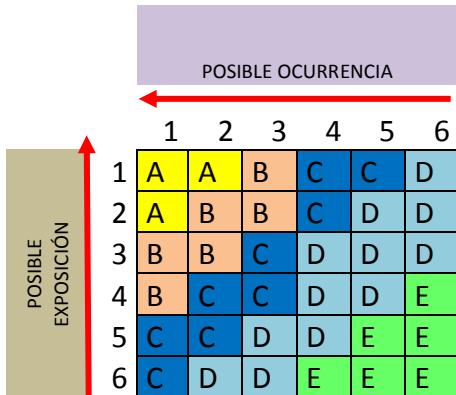 POSIBLE OCURRENCIA
1 2 3 4 5 6
POSIBLE
EXPOSICIÓN
1 A A B C C D
2 A B B C D D
3 B B C D D D
4 B C C D D E
5 C C D D E E
6 C D D E E E